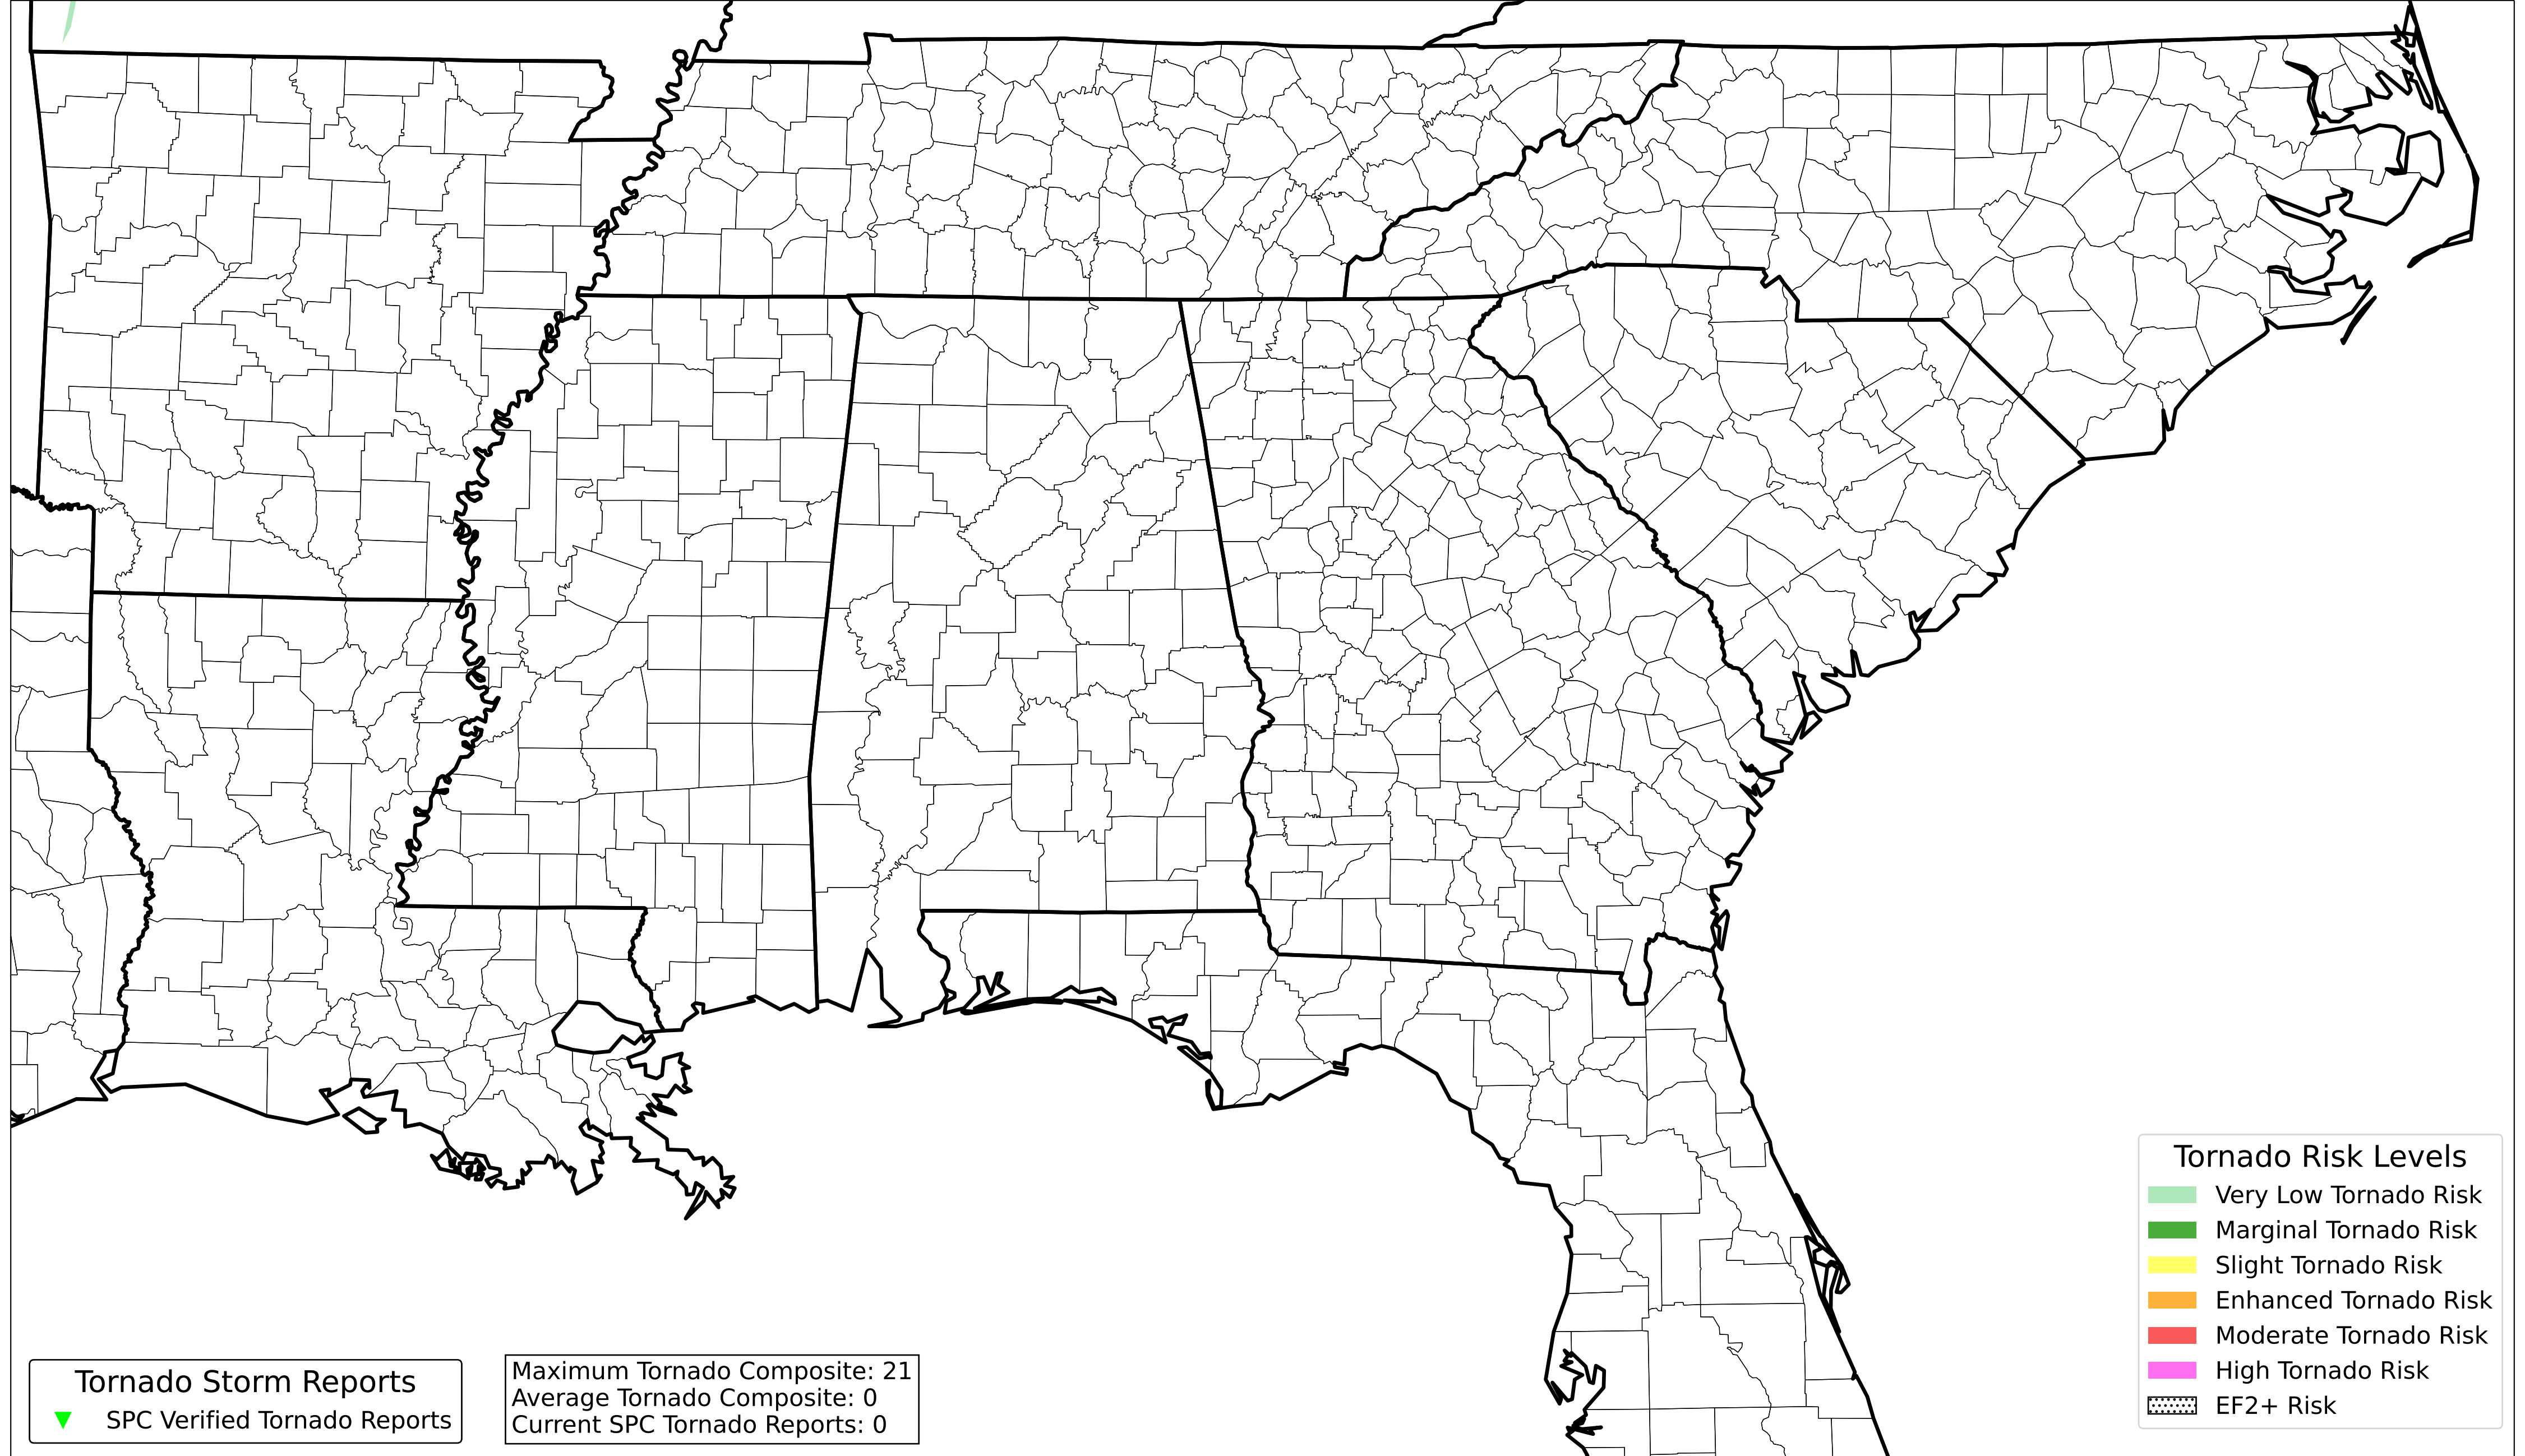 Tornado Risk Levels
Very Low Tornado Risk
Marginal Tornado Risk
Slight Tornado Risk
Enhanced Tornado Risk
Moderate Tornado Risk
High Tornado Risk
EF2+ Risk
Tornado Storm Reports
SPC Verified Tornado Reports
Maximum Tornado Composite: 21
Average Tornado Composite: 0
Current SPC Tornado Reports: 0